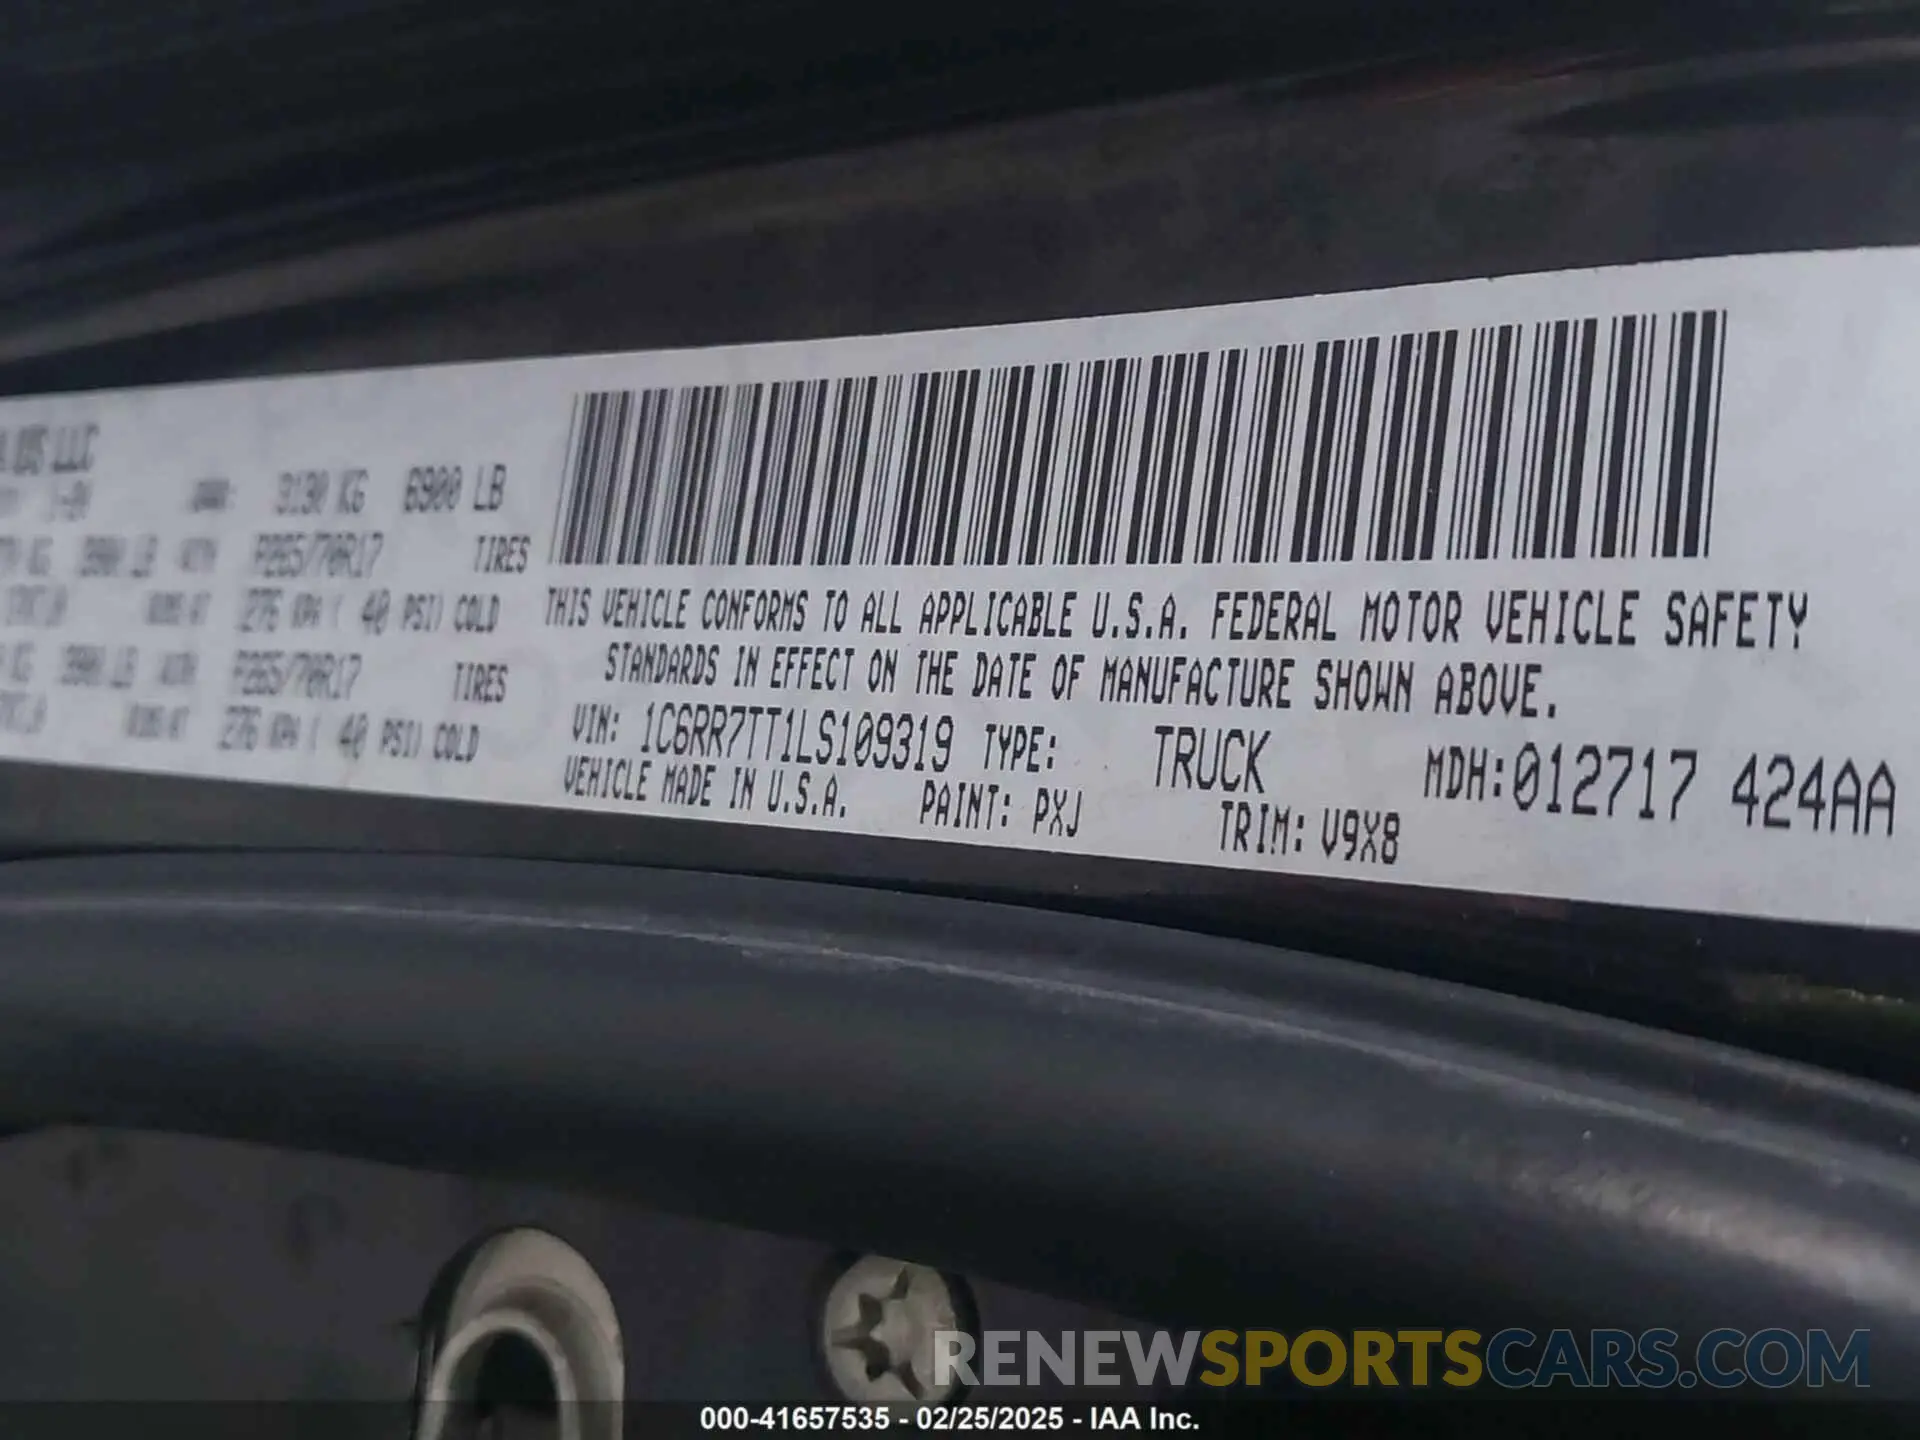 LLC
3130 KG 6900 LB
P265/70R17 TIRES
276 KPA ( 40 PSI) COLD
P265/70R17 TIRES
276 KPA ( 40 PSI) COLD
THIS VEHICLE CONFORMS TO ALL APPLICABLE U.S.A. FEDERAL MOTOR VEHICLE SAFETY
STANDARDS IN EFFECT ON THE DATE OF MANUFACTURE SHOWN ABOVE.
VIN: 1C6RR7TT1LS109319 TYPE: TRUCK MDH:012717 424AA
VEHICLE MADE IN U.S.A. PAINT: PXJ TRIM: V9X8
RENEWSPORTSCARS.COM
000-41657535 - 02/25/2025 - IAA Inc.